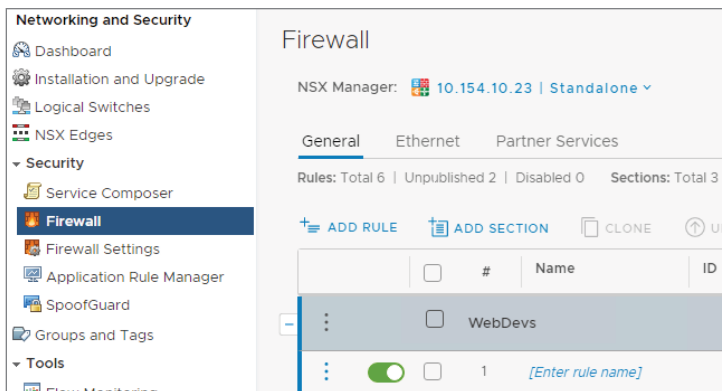 Networking and Security
Dashboard
Installation and Upgrade
Logical Switches
NSX Edges
Security
Service Composer
Firewall
Firewall Settings
Application Rule Manager
SpoofGuard
Groups and Tags
Tools
Firewall
NSX Manager: 10.154.10.23 | Standalone
General Ethernet Partner Services
Rules: Total 6 | Unpublished 2 | Disabled 0 Sections: Total 3
ADD RULE ADD SECTION CLONE
# Name ID
WebDevs
1 [Enter rule name]